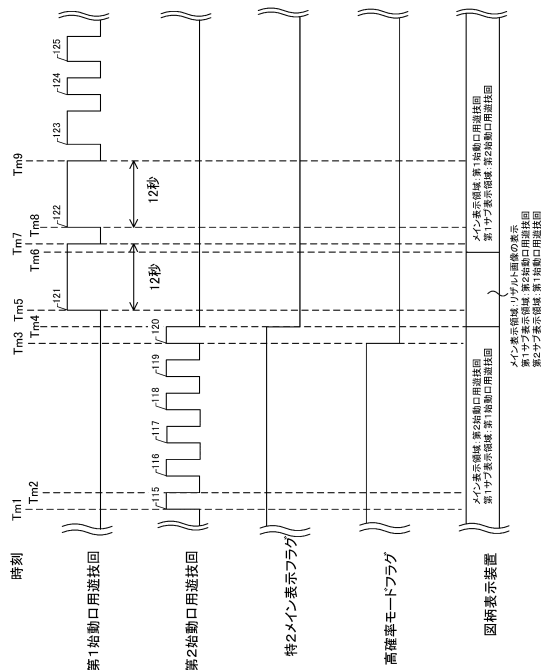 時刻
Tm1
Tm2
Tm3
Tm4
Tm5
Tm6
Tm7
Tm8
Tm9
第1始動口用遊技回
121
122
123
124
125
12秒
12秒
第2始動口用遊技回
115
116
117
118
119
120
特2メイン表示フラグ
高確率モードフラグ
図柄表示装置
メイン表示領域:第2始動口用遊技回
第1サブ表示領域:第1始動口用遊技回
メイン表示領域:リザルト画像の表示
第1サブ表示領域:第2始動口用遊技回
第2サブ表示領域:第1始動口用遊技回
メイン表示領域:第1始動口用遊技回
第1サブ表示領域:第2始動口用遊技回